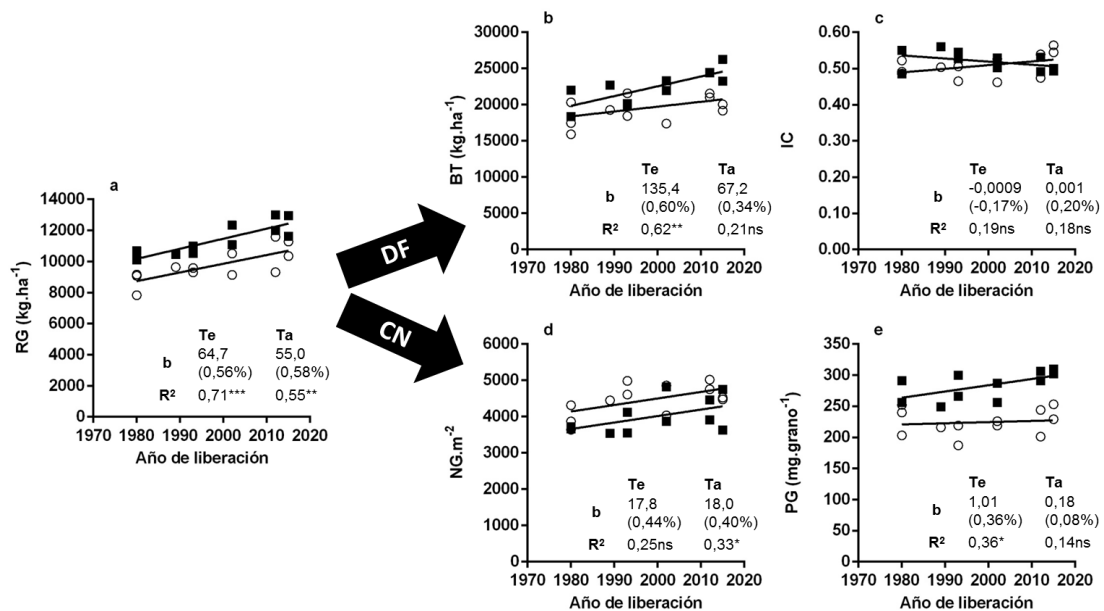 a
RG (kg.ha-1)
14000
12000
10000
8000
6000
4000
2000
0
1970 1980 1990 2000 2010 2020
Año de liberación
Te Ta
b 64,7 55,0
(0,56%) (0,58%)
R² 0,71*** 0,55**
DF
CN
b
BT (kg.ha-1)
30000
25000
20000
15000
10000
5000
0
1970 1980 1990 2000 2010 2020
Año de liberación
Te Ta
b 135,4 67,2
(0,60%) (0,34%)
R² 0,62** 0,21ns
c
IC
0.60
0.50
0.40
0.30
0.20
0.10
0.00
1970 1980 1990 2000 2010 2020
Año de liberación
Te Ta
b -0,0009 0,001
(-0,17%) (0,20%)
R² 0,19ns 0,18ns
d
NG.m-2
6000
5000
4000
3000
2000
1000
0
1970 1980 1990 2000 2010 2020
Año de liberación
Te Ta
b 17,8 18,0
(0,44%) (0,40%)
R² 0,25ns 0,33*
e
PG (mg.grano-1)
350
300
250
200
150
100
50
0
1970 1980 1990 2000 2010 2020
Año de liberación
Te Ta
b 1,01 0,18
(0,36%) (0,08%)
R² 0,36* 0,14ns